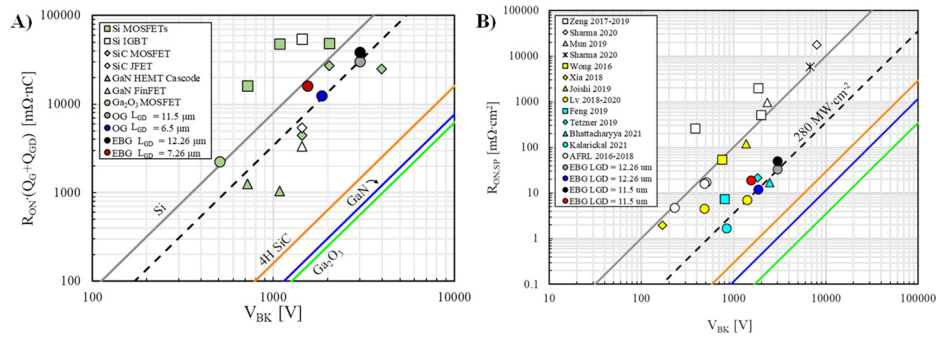 A)
R_ON·(Q_G+Q_GD) [mΩ·nC]
100000
10000
1000
100
Si MOSFETs
Si IGBT
SiC MOSFET
SiC JFET
GaN HEMT Cascode
GaN FinFET
Ga₂O₃ MOSFET
OG L_GD = 11.5 μm
OG L_GD = 6.5 μm
EBG L_GD = 12.26 μm
EBG L_GD = 7.26 μm
Si
4H SiC
GaN
Ga₂O₃
100
1000
10000
V_BK [V]
B)
R_ON.SP [mΩ·cm²]
100000
10000
1000
100
10
1
0.1
Zeng 2017-2019
Sharma 2020
Mun 2019
Sharma 2020
Wong 2016
Xia 2018
Joishi 2019
Lv 2018-2020
Feng 2019
Tetzner 2019
Bhattacharyya 2021
Kalarickal 2021
AFRL 2016-2018
EBG LGD = 12.26 um
EBG LGD = 12.26 um
EBG LGD = 11.5 um
EBG LGD = 11.5 um
280 MW·cm⁻²
10
100
1000
10000
100000
V_BK [V]